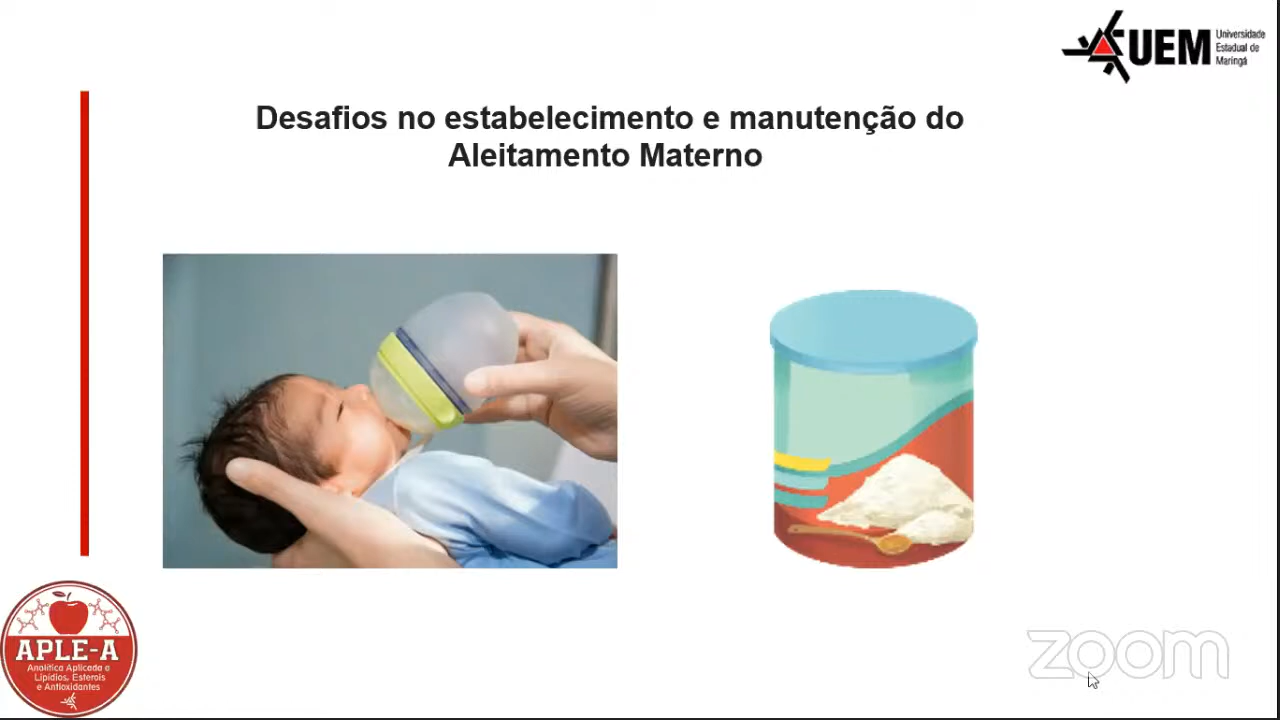 UEM
Universidade
Estadual de
Maringá
Desafios no estabelecimento e manutenção do
Aleitamento Materno
APLE-A
Analítica Aplicada a
Lipídios, Esterois
e Antioxidantes
zoom